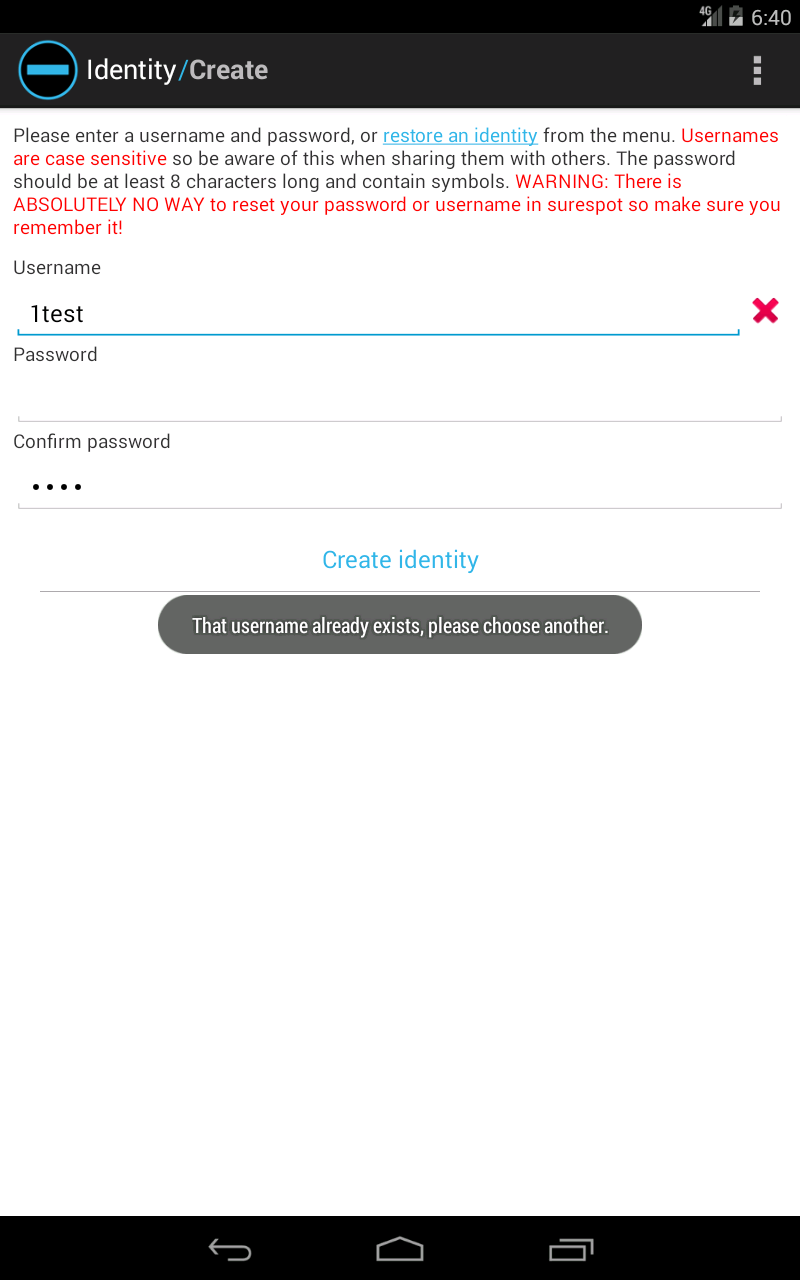 4G 6:40
Identity/Create
Please enter a username and password, or restore an identity from the menu. Usernames
are case sensitive so be aware of this when sharing them with others. The password
should be at least 8 characters long and contain symbols. WARNING: There is
ABSOLUTELY NO WAY to reset your password or username in surespot so make sure you
remember it!
Username
1test
Password
Confirm password
••••
Create identity
That username already exists, please choose another.